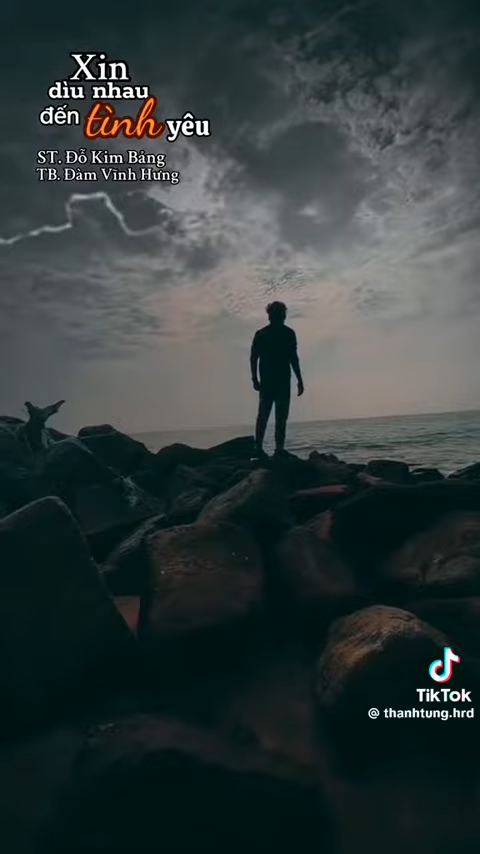 Xin
dìu nhau
đến tình yêu
ST. Đỗ Kim Bảng
TB. Đàm Vĩnh Hưng
TikTok
@ thanhtung.hrd